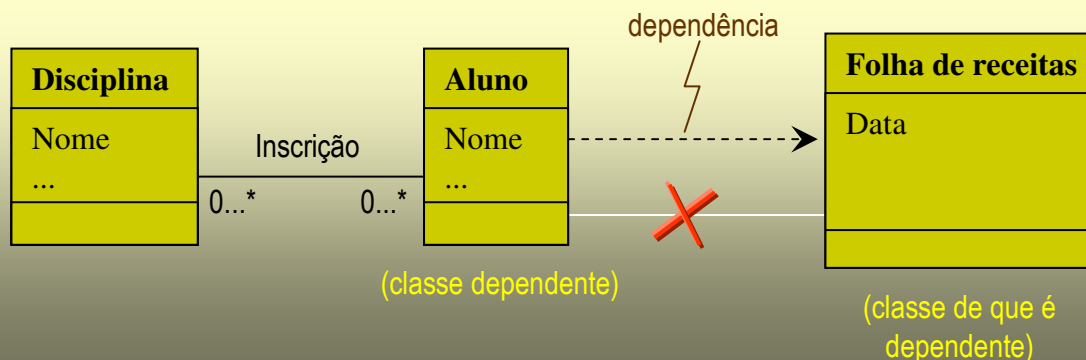 dependência
Disciplina
Nome
...
Inscrição
0...*
0...*
Aluno
Nome
...
(classe dependente)
Folha de receitas
Data
(classe de que é
dependente)